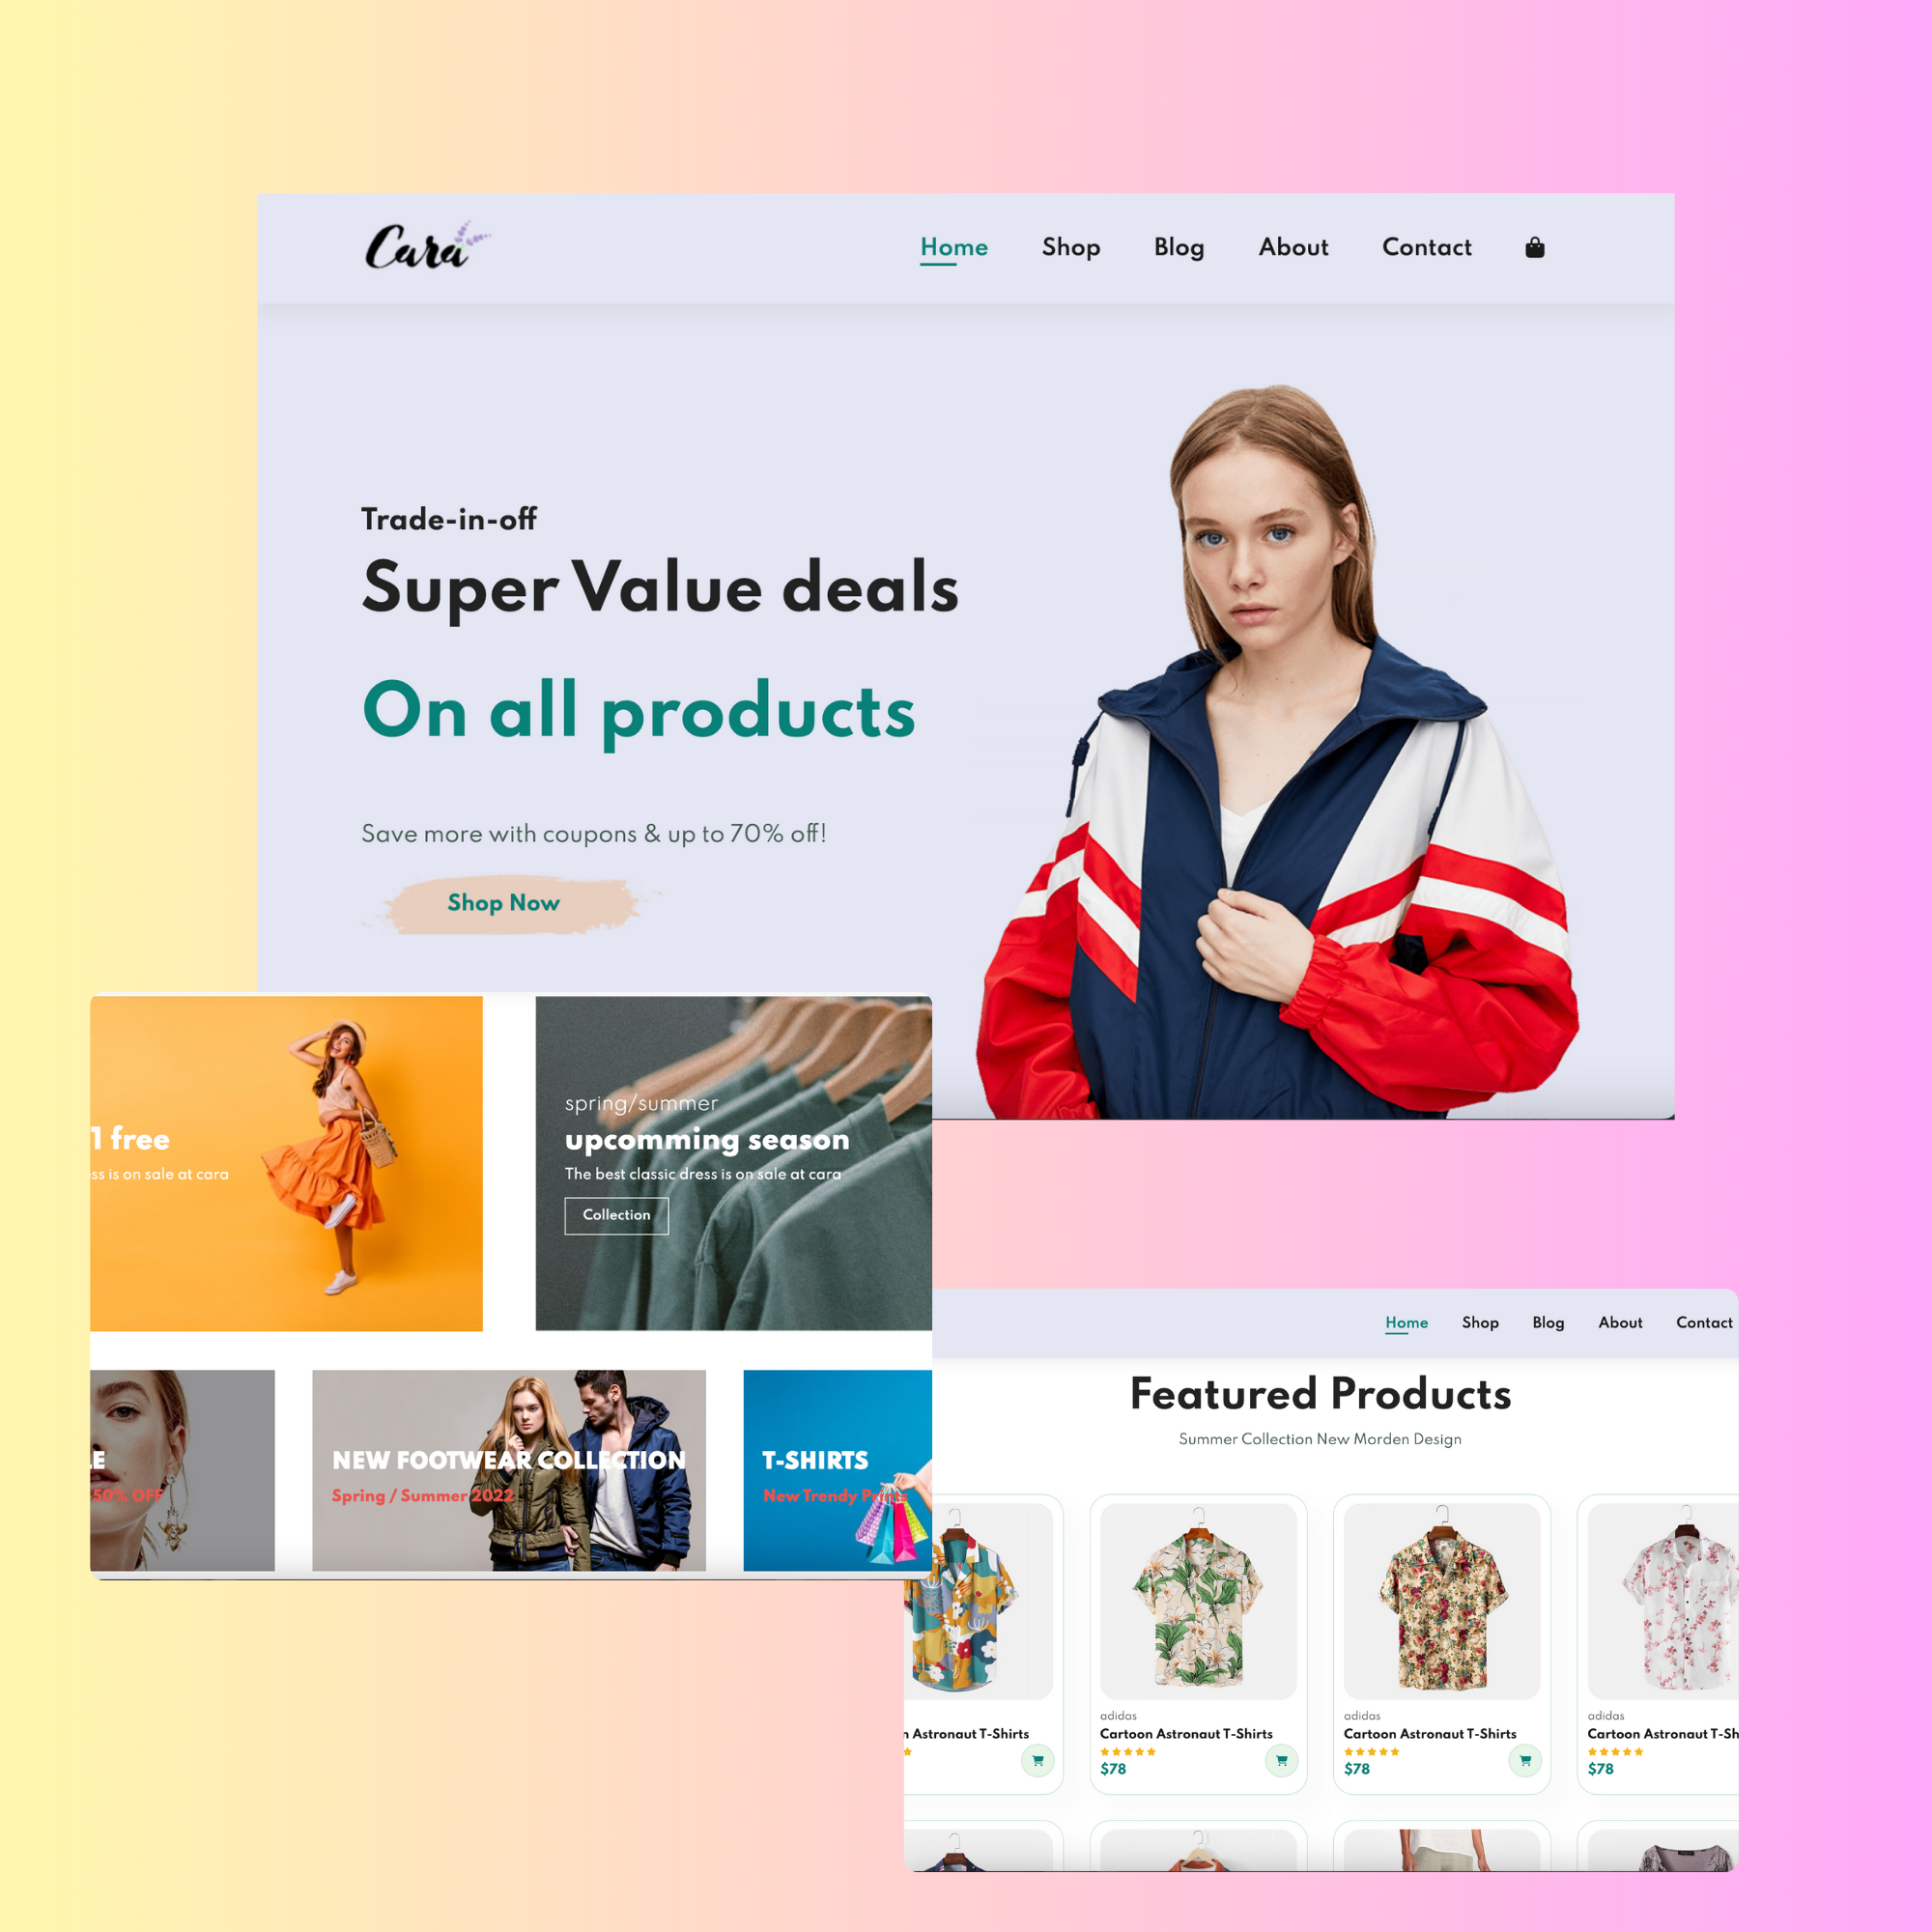 Cara
Home Shop Blog About Contact
Trade-in-off
Super Value deals
On all products
Save more with coupons & up to 70% off!
Shop Now
1 free
is on sale at cara
spring/summer
upcomming season
The best classic dress is on sale at cara
Collection
50% OFF
NEW FOOTWEAR COLLECTION
Spring / Summer 2022
T-SHIRTS
New Trendy Prints
Home Shop Blog About Contact
Featured Products
Summer Collection New Morden Design
Astronaut T-Shirts
adidas
Cartoon Astronaut T-Shirts
$78
adidas
Cartoon Astronaut T-Shirts
$78
adidas
Cartoon Astronaut T-Sh
$78